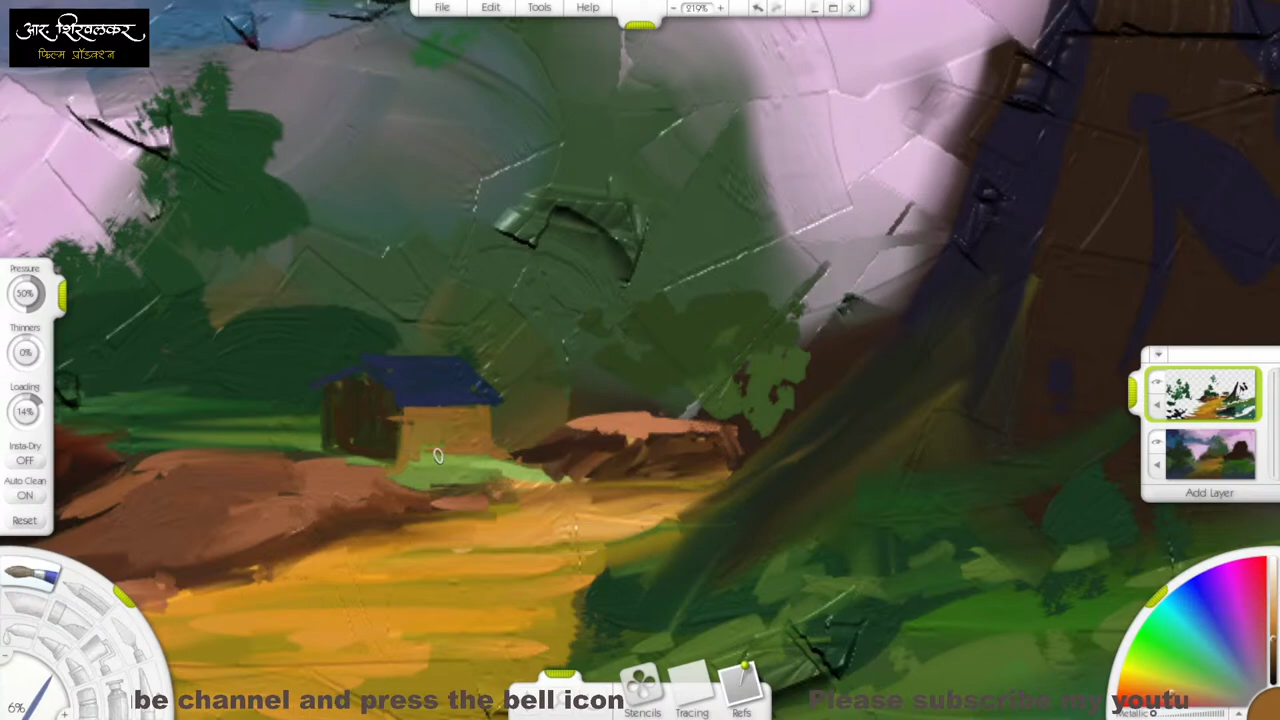 आर. शिरवलकर
फिल्म प्रॉडक्शन
File Edit Tools Help
- 219% +
Pressure
50%
Thinners
0%
Loading
14%
Insta-Dry
OFF
Auto Clean
ON
Reset
Add Layer
6%
Stencils Tracing Refs
Metallic
be channel and press the bell icon
Please subscribe my youtu